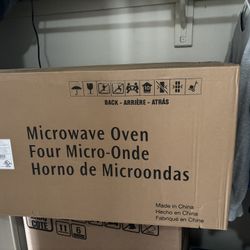 BACK - ARRIÈRE - ATRÁS
Microwave Oven
Four Micro-Onde
Horno de Microondas
Made in China
Hecho en China
Fabriqué en Chine